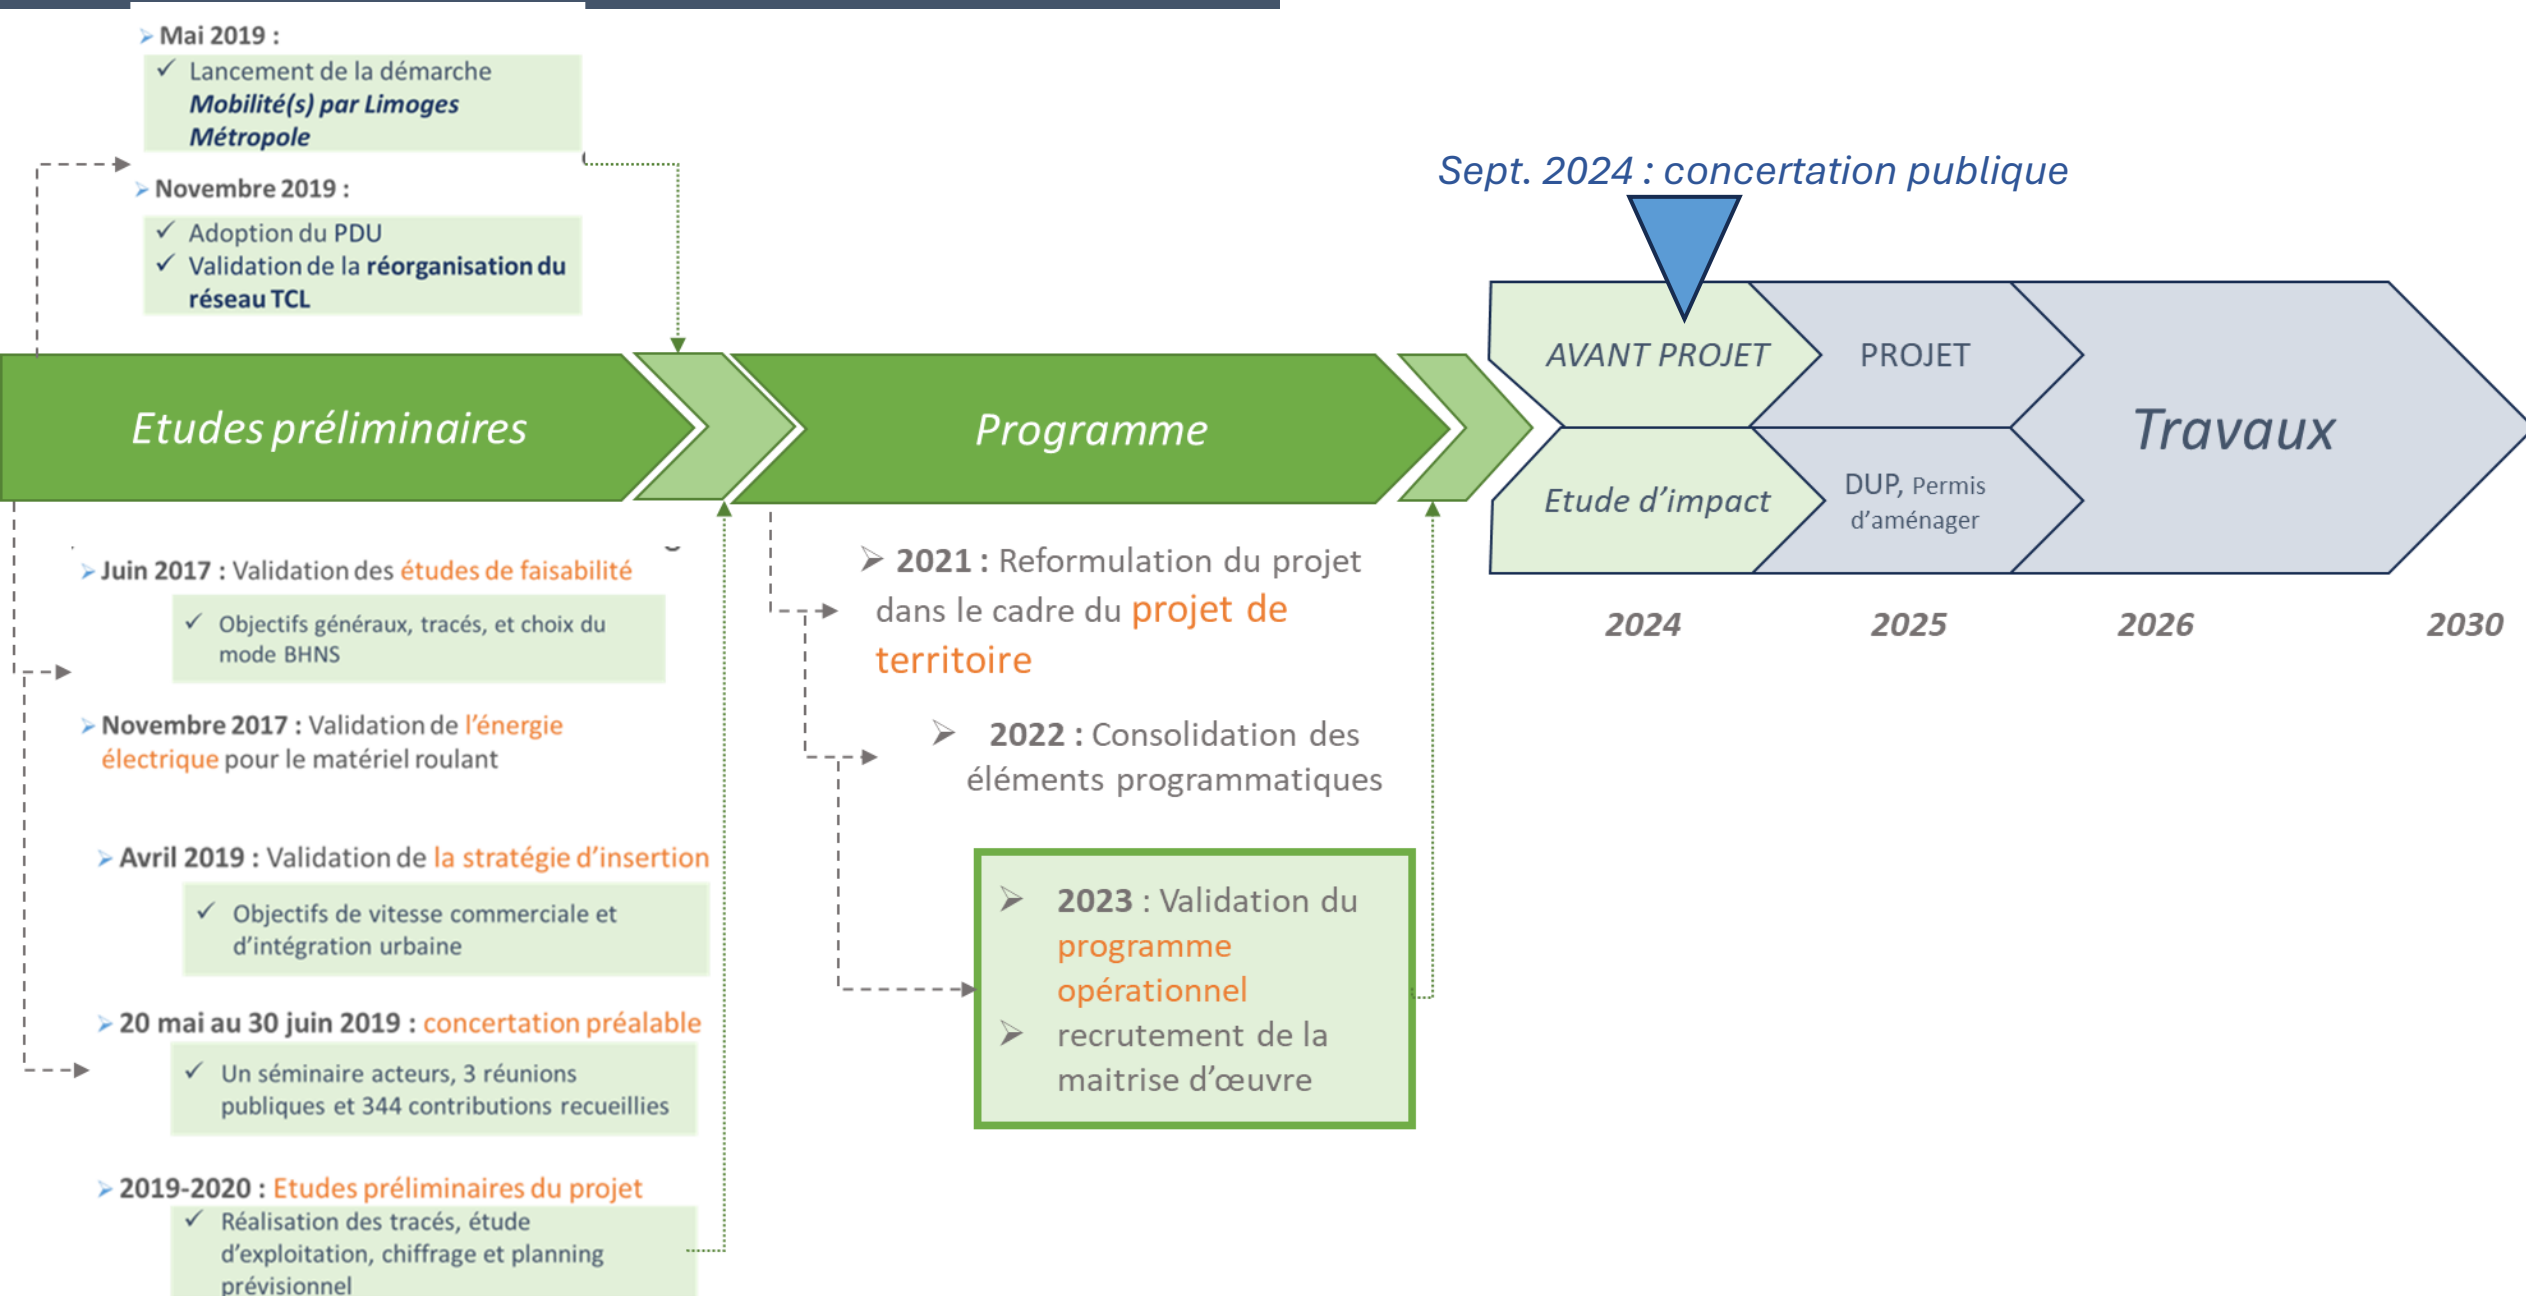 Mai 2019 :
Lancement de la démarche
Mobilité(s) par Limoges
Métropole
Novembre 2019 :
Adoption du PDU
Validation de la réorganisation du
réseau TCL
Etudes préliminaires
Juin 2017 : Validation des études de faisabilité
Objectifs généraux, tracés, et choix du
mode BHNS
Novembre 2017 : Validation de l’énergie
électrique pour le matériel roulant
Avril 2019 : Validation de la stratégie d’insertion
Objectifs de vitesse commerciale et
d’intégration urbaine
20 mai au 30 juin 2019 : concertation préalable
Un séminaire acteurs, 3 réunions
publiques et 344 contributions recueillies
2019-2020 : Etudes préliminaires du projet
Réalisation des tracés, étude
d’exploitation, chiffrage et planning
prévisionnel
Programme
2021 : Reformulation du projet
dans le cadre du projet de
territoire
2022 : Consolidation des
éléments programmatiques
2023 : Validation du
programme
opérationnel
recrutement de la
maitrise d’œuvre
Sept. 2024 : concertation publique
AVANT PROJET
PROJET
Travaux
Etude d’impact
DUP, Permis
d’aménager
2024
2025
2026
2030